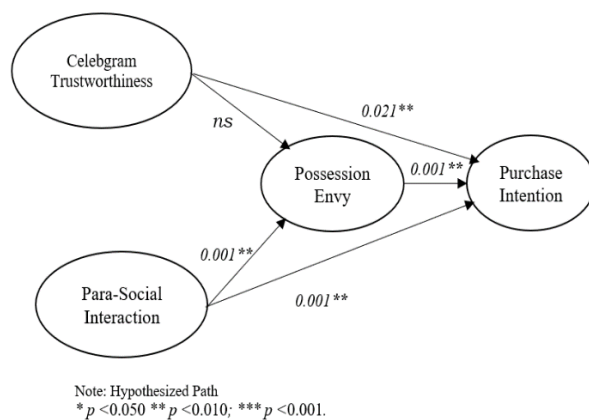 Celebgram
Trustworthiness
0.021**
ns
Possession
Envy
0.001**
Purchase
Intention
0.001**
Para-Social
Interaction
0.001**
Note: Hypothesized Path
* p <0.050 ** p <0.010; *** p <0.001.